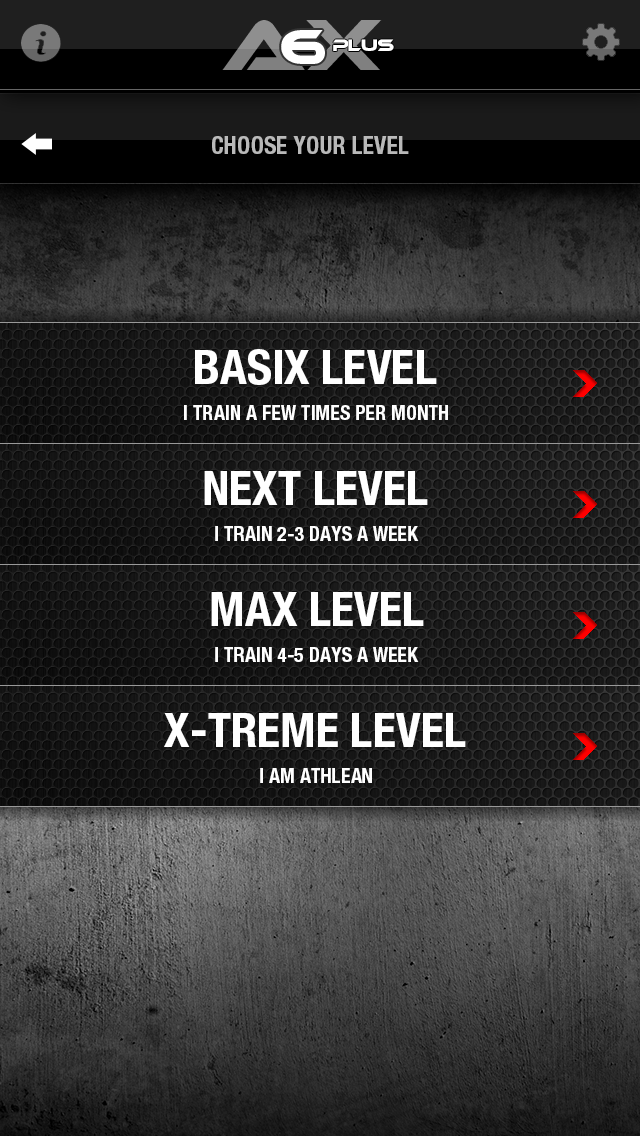 A6X PLUS
CHOOSE YOUR LEVEL
BASIX LEVEL
I TRAIN A FEW TIMES PER MONTH
NEXT LEVEL
I TRAIN 2-3 DAYS A WEEK
MAX LEVEL
I TRAIN 4-5 DAYS A WEEK
X-TREME LEVEL
I AM ATHLEAN